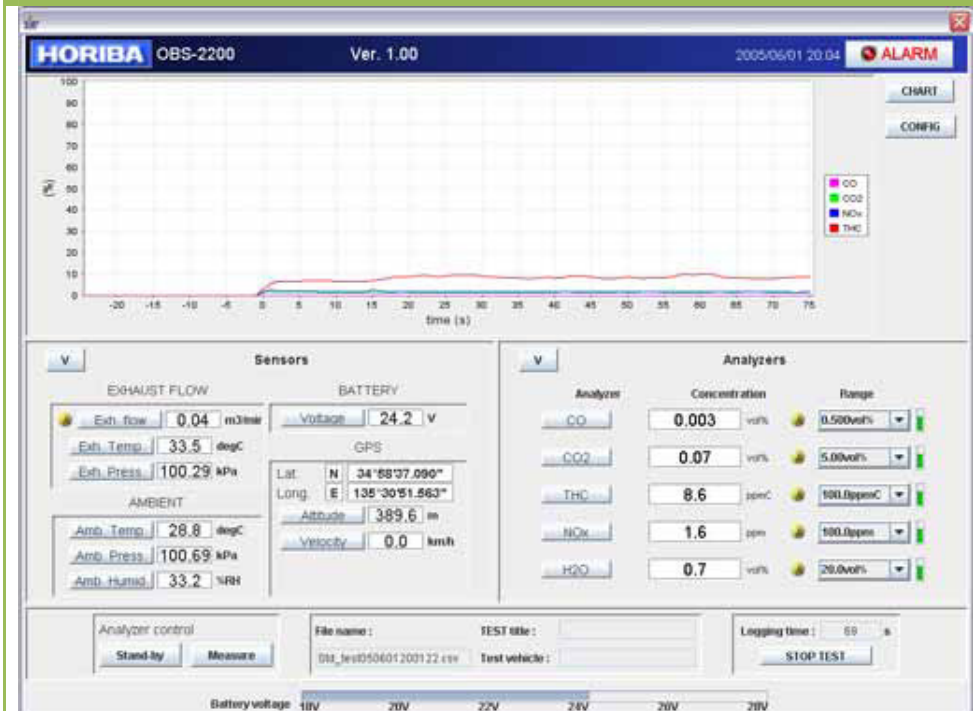 HORIBA OBS-2200 Ver. 1.00 2005/06/01 20:04 ALARM
CHART
CONFIG
100
90
80
70
60
50
40
30
20
10
0
(%)
-20 -15 -10 -5 0 5 10 15 20 25 30 35 40 45 50 55 60 65 70 75
time (s)
CO
CO2
NOx
THC
V Sensors
EXHAUST FLOW
Exh. flow 0.04 m3/min
Exh. Temp. 33.5 degC
Exh. Press. 100.29 kPa
AMBIENT
Amb. Temp. 28.8 degC
Amb. Press. 100.69 kPa
Amb. Humid. 33.2 %RH
BATTERY
Voltage 24.2 V
GPS
Lat. N 34°58'37.090"
Long. E 135°30'51.563"
Altitude 389.6 m
Velocity 0.0 km/h
V Analyzers
Analyzer Concentration Range
CO 0.003 vol% 0.500vol%
CO2 0.07 vol% 5.00vol%
THC 8.6 ppmC 100.0ppmC
NOx 1.6 ppm 100.0ppm
H2O 0.7 vol% 20.0vol%
Analyzer control
Stand-by Measure
File name : TEST title :
Test vehicle :
Logging time : 69 s
STOP TEST
Battery voltage 18V 20V 22V 24V 26V 28V